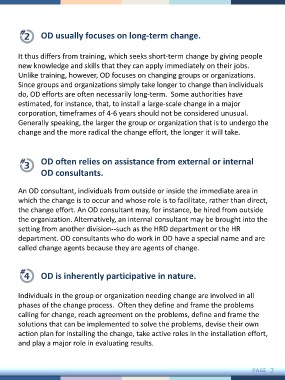 #2 OD usually focuses on long-term change.
It thus differs from training, which seeks short-term change by giving people
new knowledge and skills that they can apply immediately on their jobs.
Unlike training, however, OD focuses on changing groups or organizations.
Since groups and organizations simply take longer to change than individuals
do, OD efforts are often necessarily long-term.  Some authorities have
estimated, for instance, that, to install a large-scale change in a major
corporation, timeframes of 4-6 years should not be considered unusual.
Generally speaking, the larger the group or organization that is to undergo the
change and the more radical the change effort, the longer it will take.
#3 OD often relies on assistance from external or internal
OD consultants.
An OD consultant, individuals from outside or inside the immediate area in
which the change is to occur and whose role is to facilitate, rather than direct,
the change effort. An OD consultant may, for instance, be hired from outside
the organization. Alternatively, an internal consultant may be brought into the
setting from another division--such as the HRD department or the HR
department. OD consultants who do work in OD have a special name and are
called change agents because they are agents of change.
#4 OD is inherently participative in nature.
Individuals in the group or organization needing change are involved in all
phases of the change process.  Often they define and frame the problems
calling for change, reach agreement on the problems, define and frame the
solutions that can be implemented to solve the problems, devise their own
action plan for installing the change, take active roles in the installation effort,
and play a major role in evaluating results.
PAGE 7